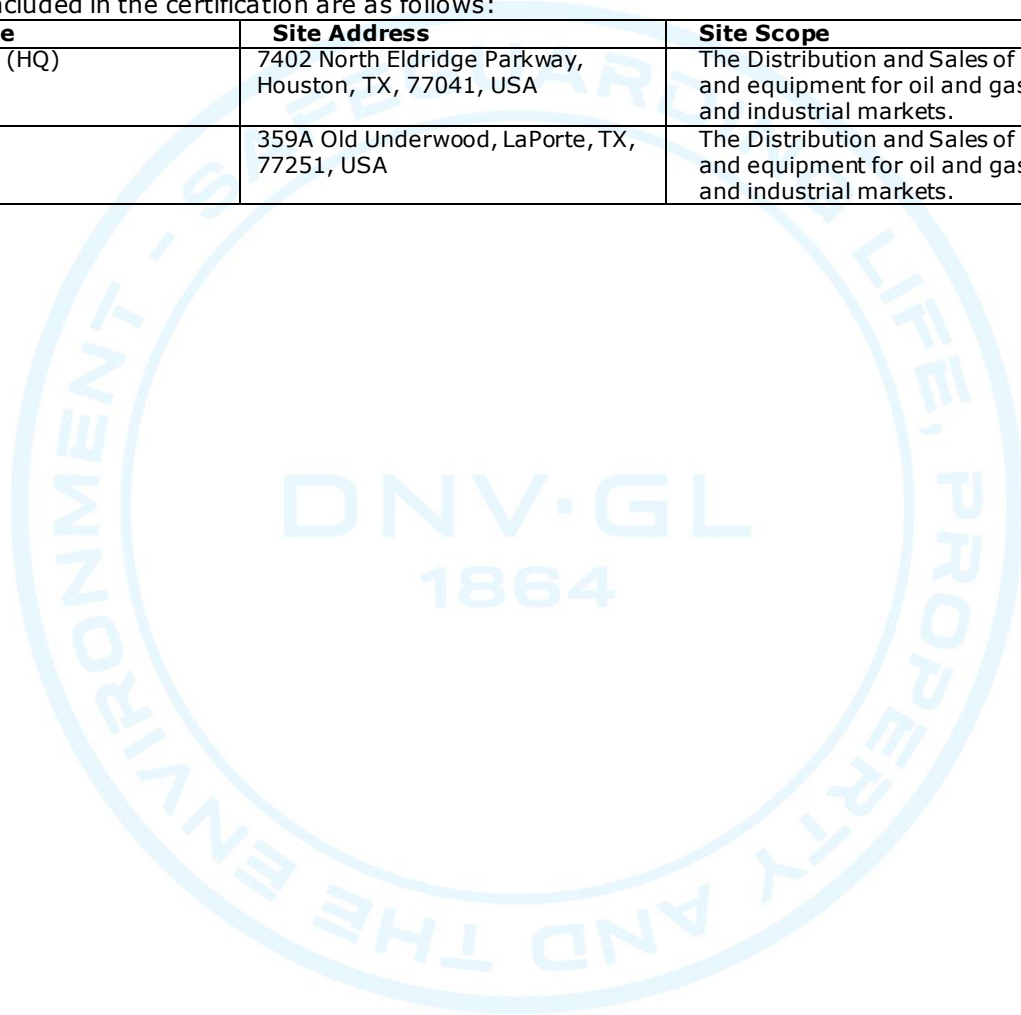 cluded in the certification are as follows:
e Site Address Site Scope
(HQ) 7402 North Eldridge Parkway, The Distribution and Sales of
Houston, TX, 77041, USA and equipment for oil and gas
and industrial markets.
359A Old Underwood, LaPorte, TX, The Distribution and Sales of
77251, USA and equipment for oil and gas
and industrial markets.
SAFEGUARDING LIFE, PROPERTY AND THE ENVIRONMENT -
DNV·GL
1864